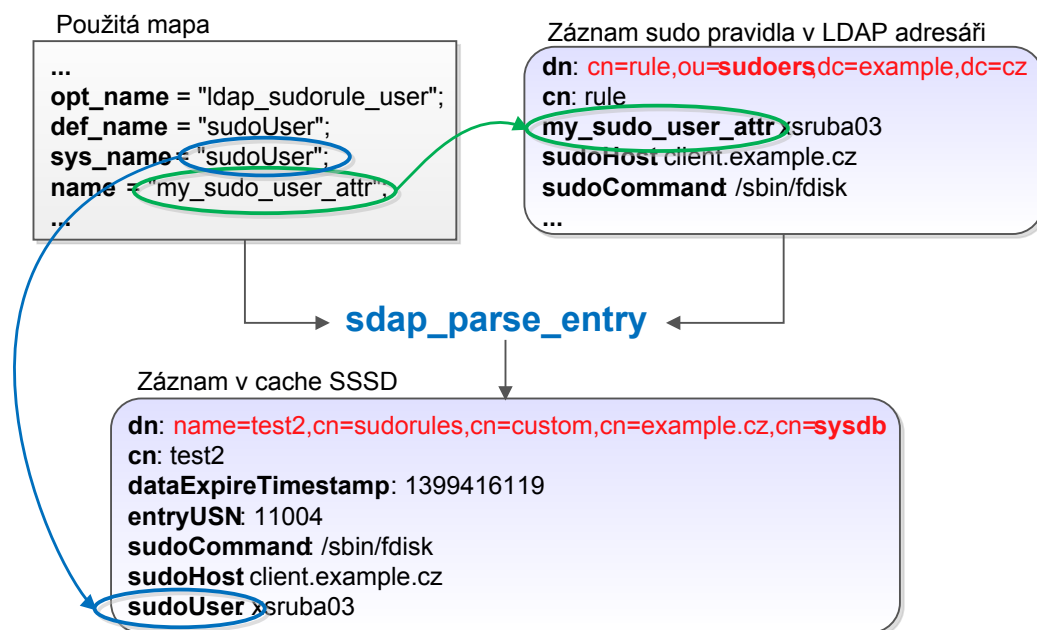 Použitá mapa
...
opt_name = "ldap_sudorule_user";
def_name = "sudoUser";
sys_name = "sudoUser";
name = "my_sudo_user_attr";
...
Záznam sudo pravidla v LDAP adresáři
dn: cn=rule,ou=sudoers,dc=example,dc=cz
cn: rule
my_sudo_user_attr xsruba03
sudoHost client.example.cz
sudoCommand: /sbin/fdisk
...
sdap_parse_entry
Záznam v cache SSSD
dn: name=test2,cn=sudorules,cn=custom,cn=example.cz,cn=sysdb
cn: test2
dataExpireTimestamp: 1399416119
entryUSN: 11004
sudoCommand: /sbin/fdisk
sudoHost client.example.cz
sudoUser: xsruba03